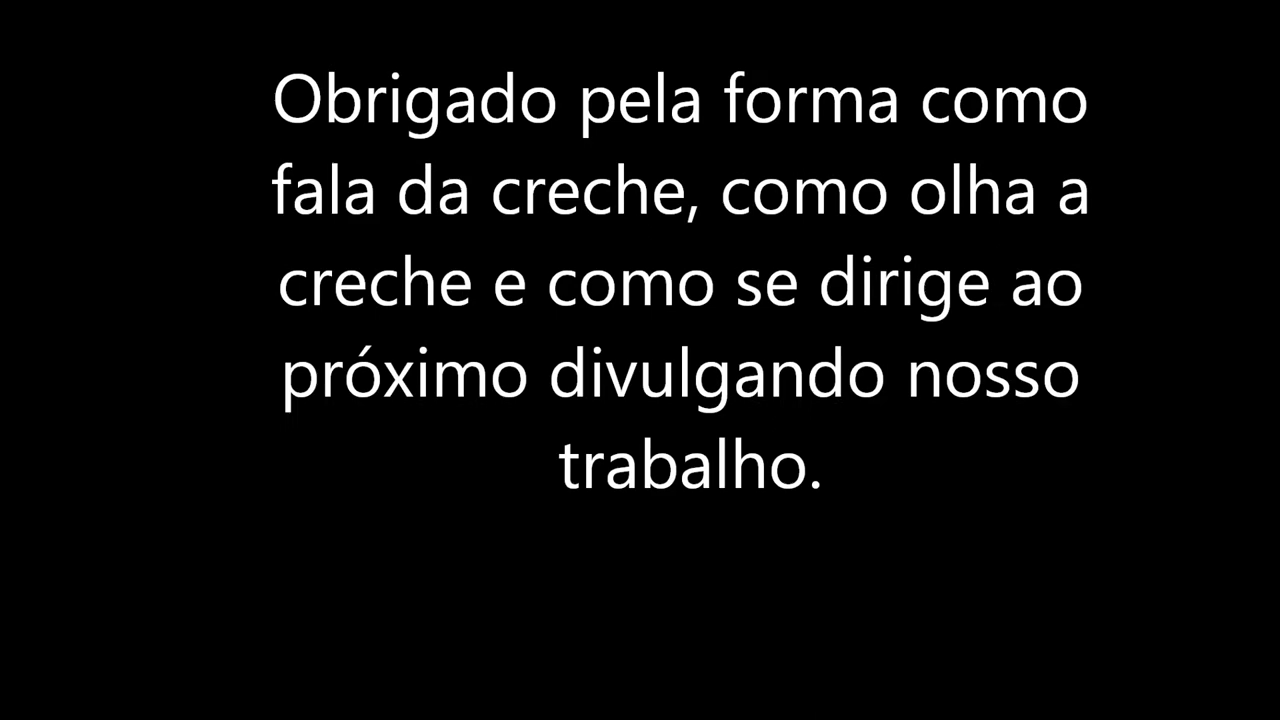 Obrigado pela forma como
fala da creche, como olha a
creche e como se dirige ao
próximo divulgando nosso
trabalho.